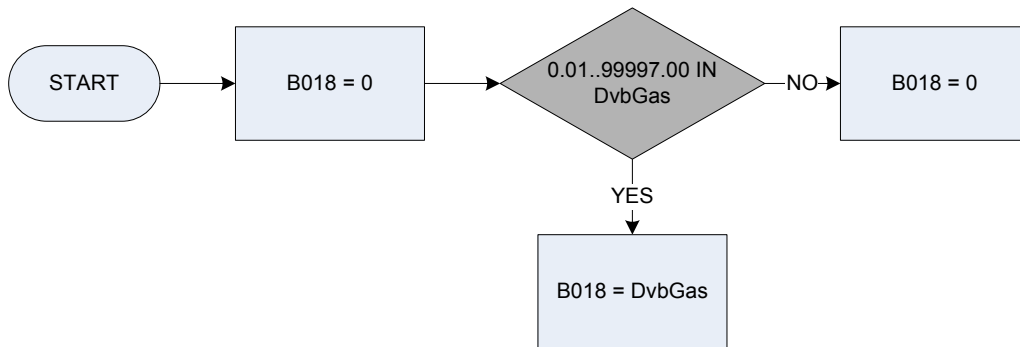 START
B018 = 0
0.01..99997.00 IN
DvbGas
NO
B018 = 0
YES
B018 = DvbGas